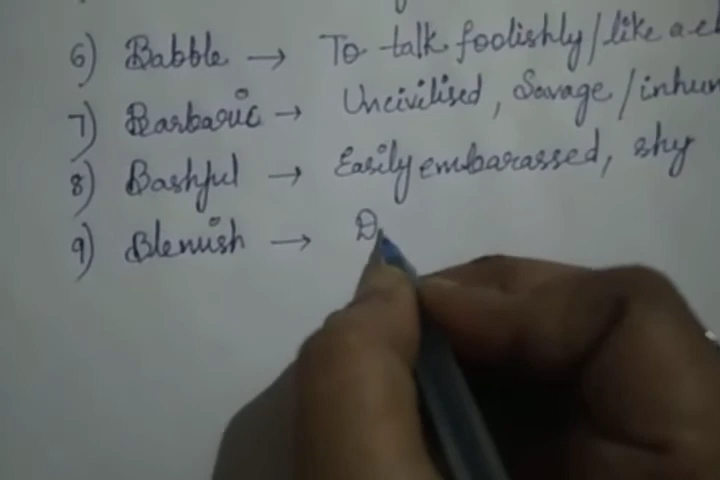 6) Babble → To talk foolishly/like a
7) Barbaric → Uncivilised, Savage/inhum
8) Bashful → Easily embarassed, shy
9) Blemish → D